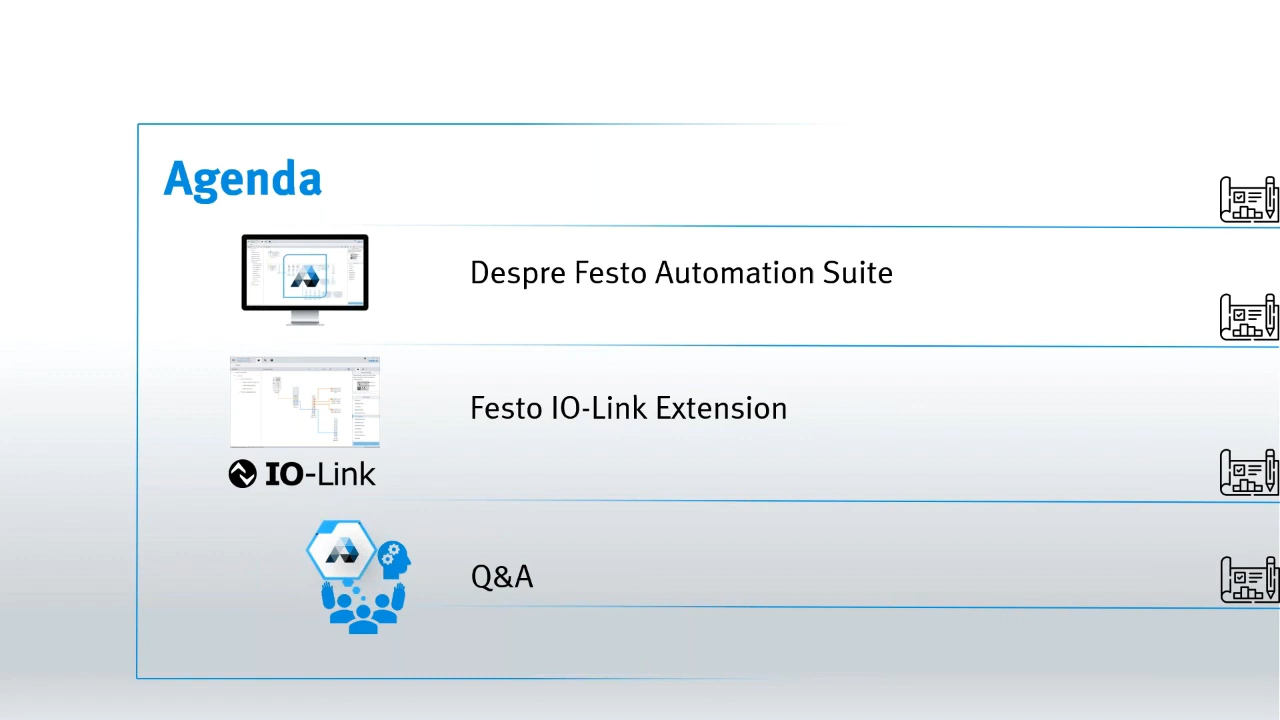 Agenda
Despre Festo Automation Suite
Festo IO-Link Extension
IO-Link
Q&A